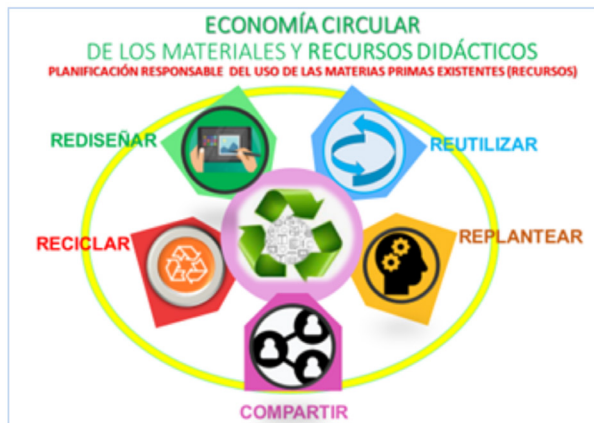 ECONOMÍA CIRCULAR
DE LOS MATERIALES Y RECURSOS DIDÁCTICOS
PLANIFICACIÓN RESPONSABLE DEL USO DE LAS MATERIAS PRIMAS EXISTENTES (RECURSOS)
REDISEÑAR
REUTILIZAR
RECICLAR
REPLANTEAR
COMPARTIR